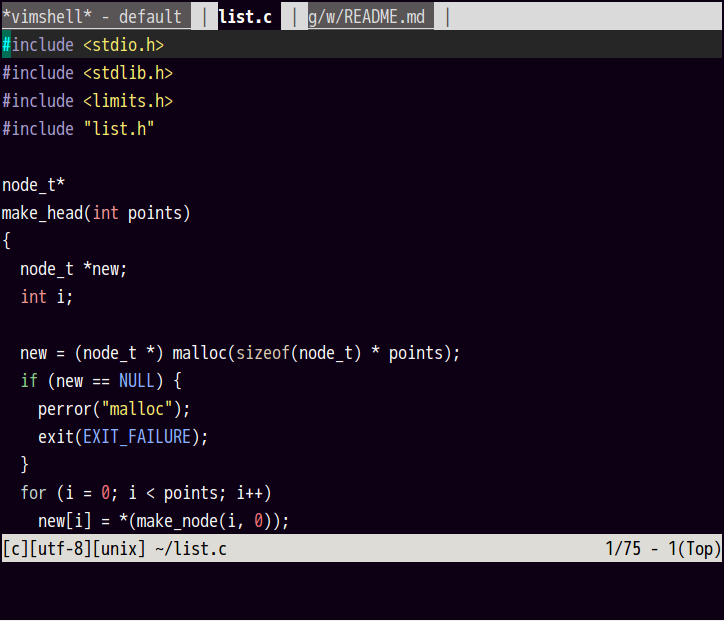 *vimshell* - default | list.c | g/w/README.md |
#include <stdio.h>
#include <stdlib.h>
#include <limits.h>
#include "list.h"

node_t*
make_head(int points)
{
  node_t *new;
  int i;

  new = (node_t *) malloc(sizeof(node_t) * points);
  if (new == NULL) {
    perror("malloc");
    exit(EXIT_FAILURE);
  }
  for (i = 0; i < points; i++)
    new[i] = *(make_node(i, 0));
[c][utf-8][unix] ~/list.c 1/75 - 1(Top)